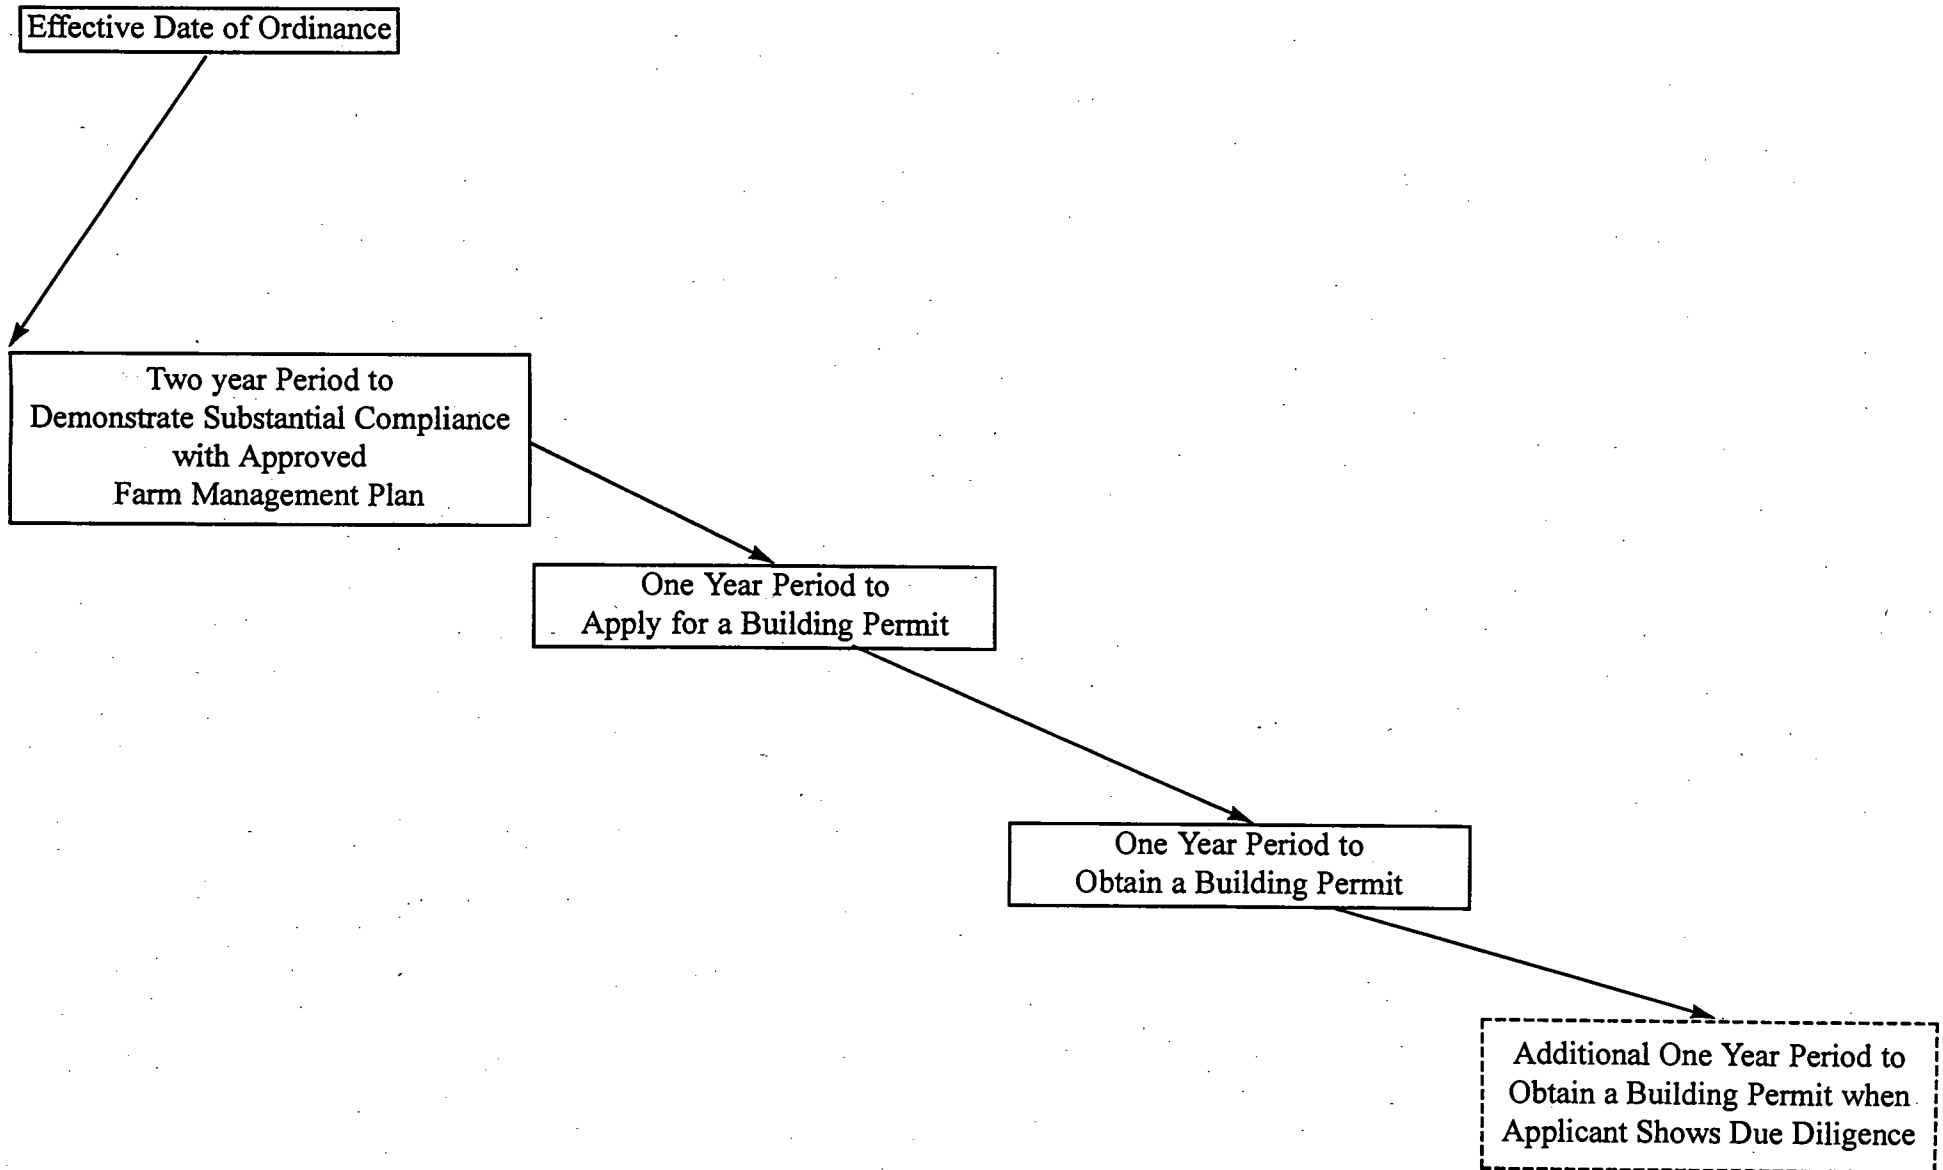 Effective Date of Ordinance
Two year Period to
Demonstrate Substantial Compliance
with Approved
Farm Management Plan
One Year Period to
Apply for a Building Permit
One Year Period to
Obtain a Building Permit
Additional One Year Period to
Obtain a Building Permit when
Applicant Shows Due Diligence